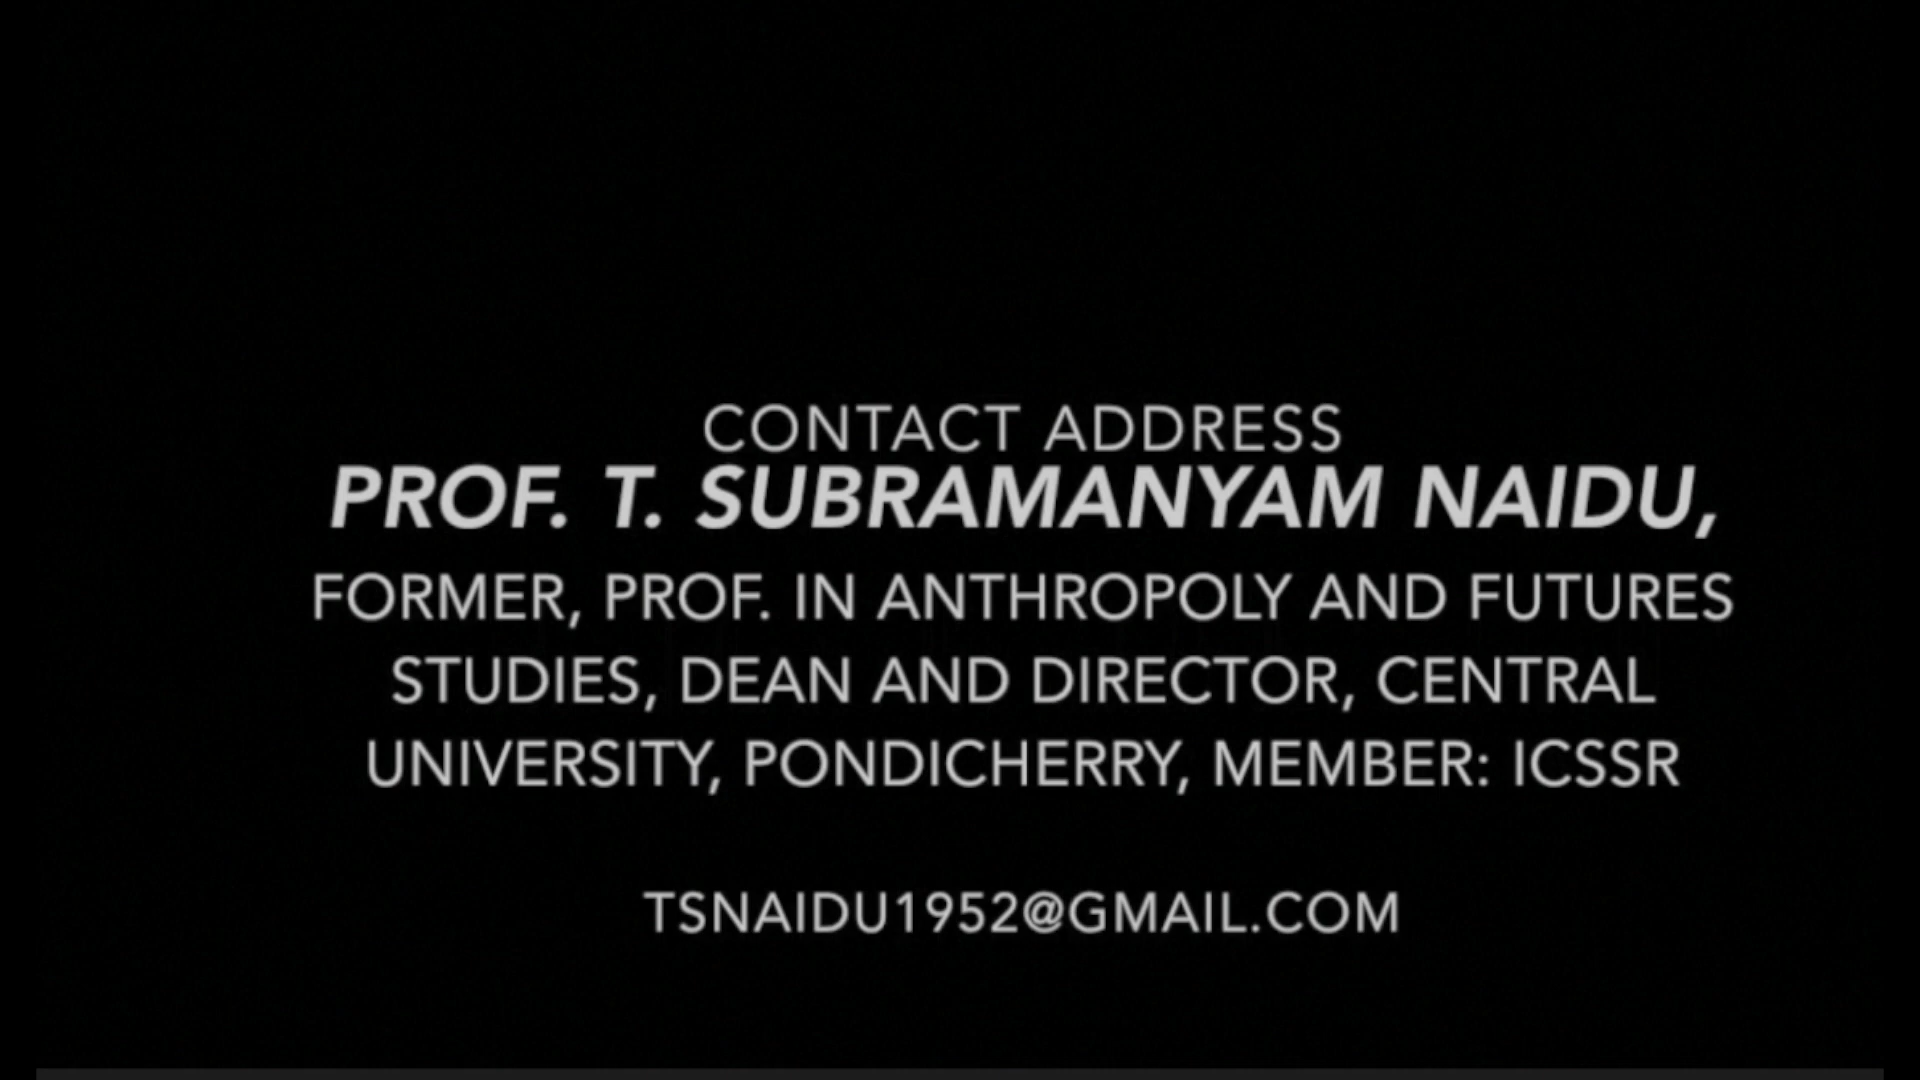 CONTACT ADDRESS
PROF. T. SUBRAMANYAM NAIDU,
FORMER, PROF. IN ANTHROPOLY AND FUTURES
STUDIES, DEAN AND DIRECTOR, CENTRAL
UNIVERSITY, PONDICHERRY, MEMBER: ICSSR
TSNAIDU1952@GMAIL.COM